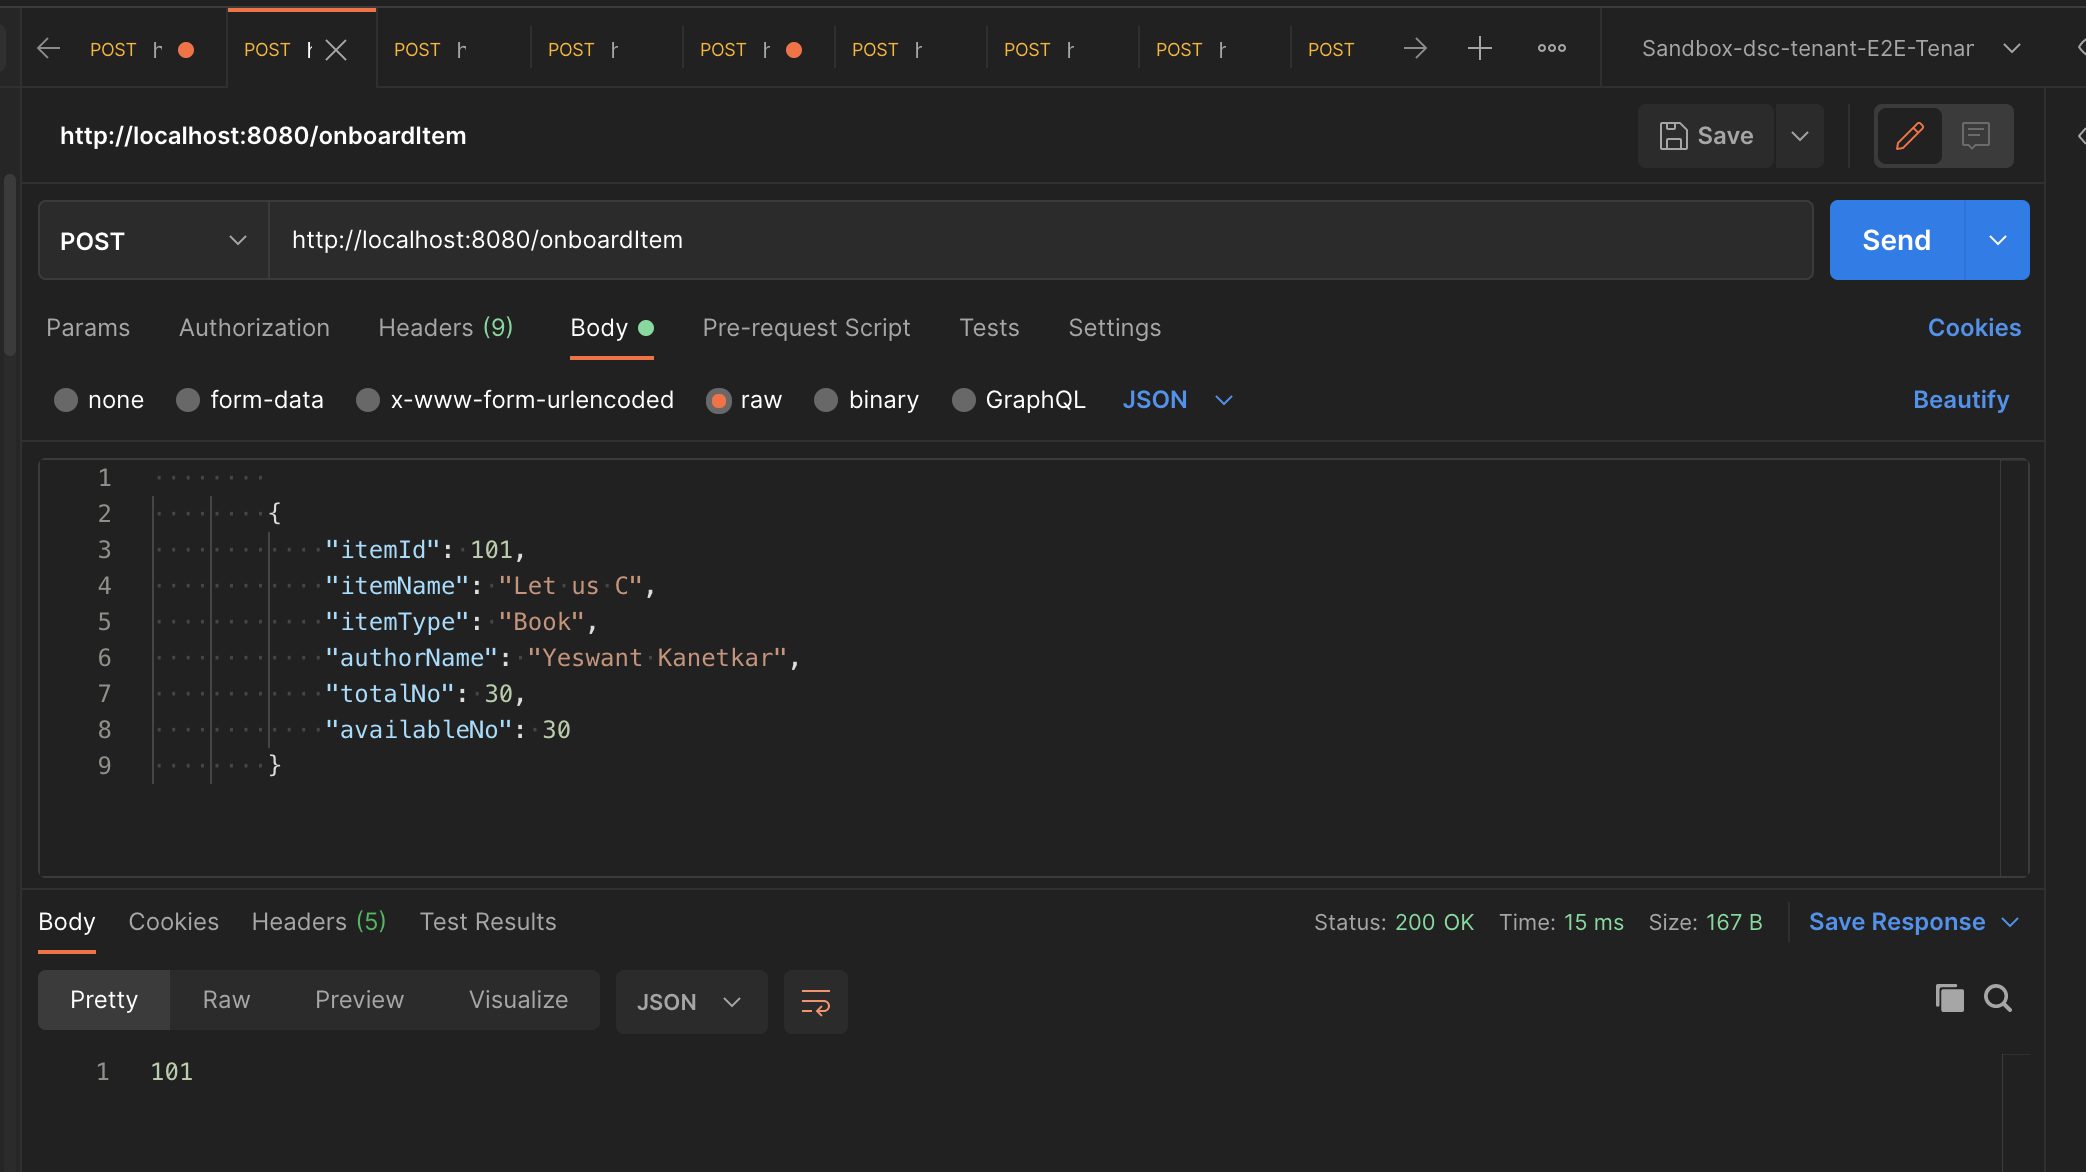 POST h POST h POST h POST h POST h POST h POST h POST h POST Sandbox-dsc-tenant-E2E-Tenar
http://localhost:8080/onboardItem
Save
POST http://localhost:8080/onboardItem Send
Params Authorization Headers (9) Body Pre-request Script Tests Settings Cookies
none form-data x-www-form-urlencoded raw binary GraphQL JSON Beautify
1
2 {
3 "itemId": 101,
4 "itemName": "Let us C",
5 "itemType": "Book",
6 "authorName": "Yeswant Kanetkar",
7 "totalNo": 30,
8 "availableNo": 30
9 }
Body Cookies Headers (5) Test Results Status: 200 OK Time: 15 ms Size: 167 B Save Response
Pretty Raw Preview Visualize JSON
1 101